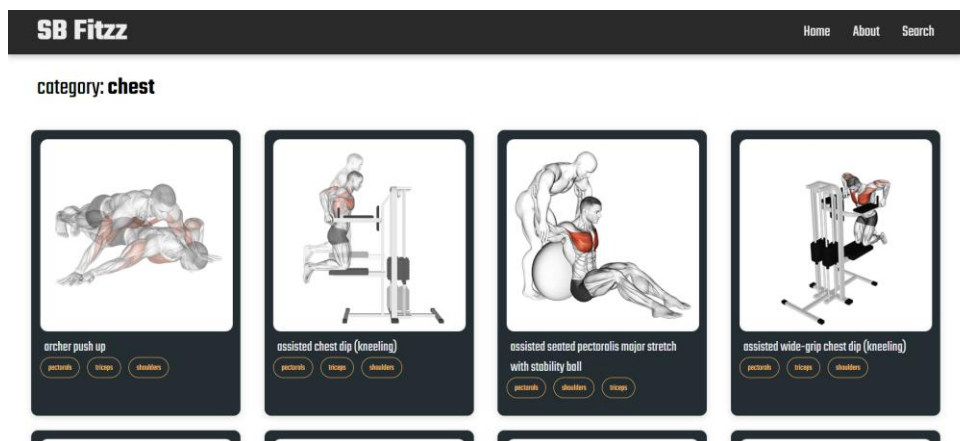 SB Fitzz
Home About Search
category: chest
archer push up
pectorals triceps shoulders
assisted chest dip (kneeling)
pectorals triceps shoulders
assisted seated pectoralis major stretch
with stability ball
pectorals shoulders triceps
assisted wide-grip chest dip (kneeling)
pectorals triceps shoulders